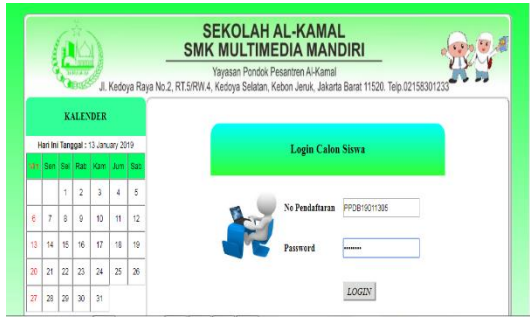 SEKOLAH AL-KAMAL
SMK MULTIMEDIA MANDIRI
Yayasan Pondok Pesantren Al-Kamal
Jl. Kedoya Raya No.2, RT.5/RW.4, Kedoya Selatan, Kebon Jeruk, Jakarta Barat 11520. Telp.02158301233
KALENDER
Hari Ini Tanggal : 13 January 2019
Min Sen Sel Rab Kam Jum Sab
1 2 3 4 5
6 7 8 9 10 11 12
13 14 15 16 17 18 19
20 21 22 23 24 25 26
27 28 29 30 31
Login Calon Siswa
No Pendaftaran PPDB19011395
Password ••••••••
LOGIN